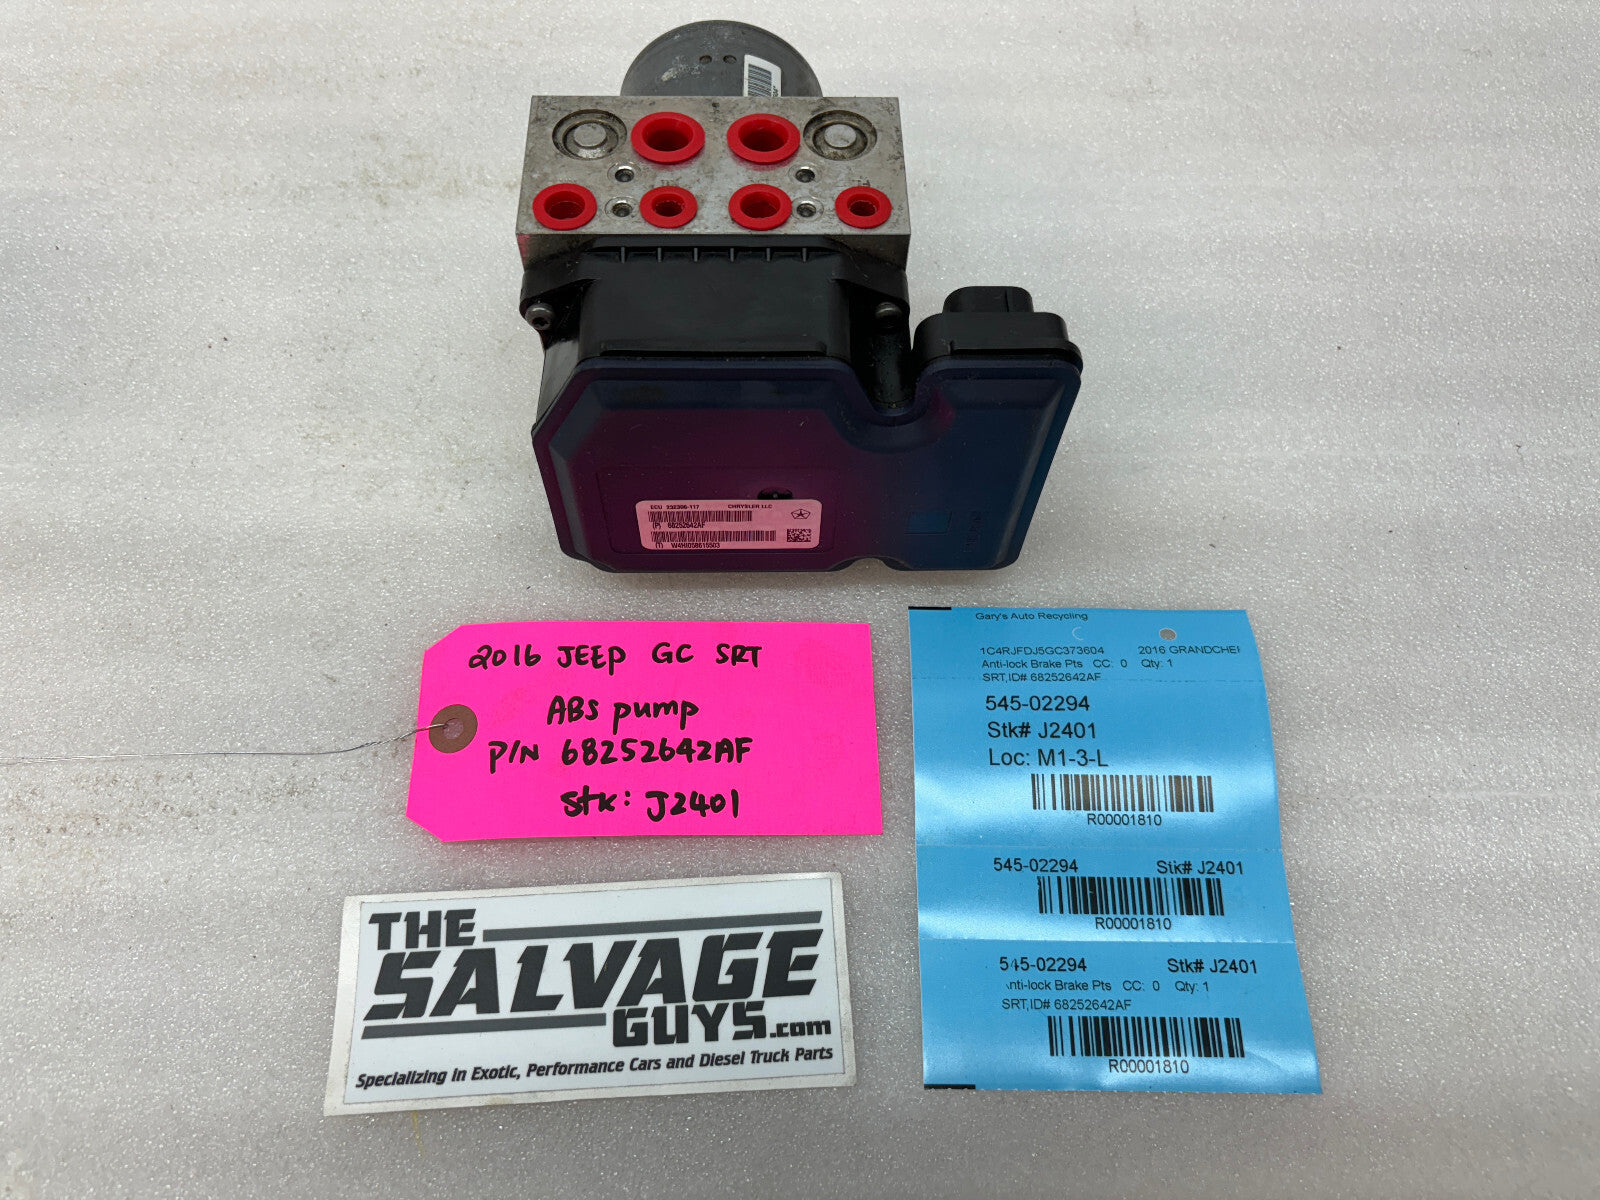 ECU 232306-117 CHRYSLER LLC
(P) 68252642AF
(T) W4HI058616503
2016 JEEP GC SRT
ABS pump
P/N 68252642AF
Stk: J2401
Gary's Auto Recycling
1C4RJFDJ5GC373604 2016 GRANDCHE
Anti-lock Brake Pts CC: 0 Qty: 1
SRT,ID# 68252642AF
545-02294
Stk# J2401
Loc: M1-3-L
R00001810
545-02294 Stk# J2401
R00001810
545-02294 Stk# J2401
Anti-lock Brake Pts CC: 0 Qty: 1
SRT,ID# 68252642AF
R00001810
THE
SALVAGE
GUYS.com
Specializing in Exotic, Performance Cars and Diesel Truck Parts